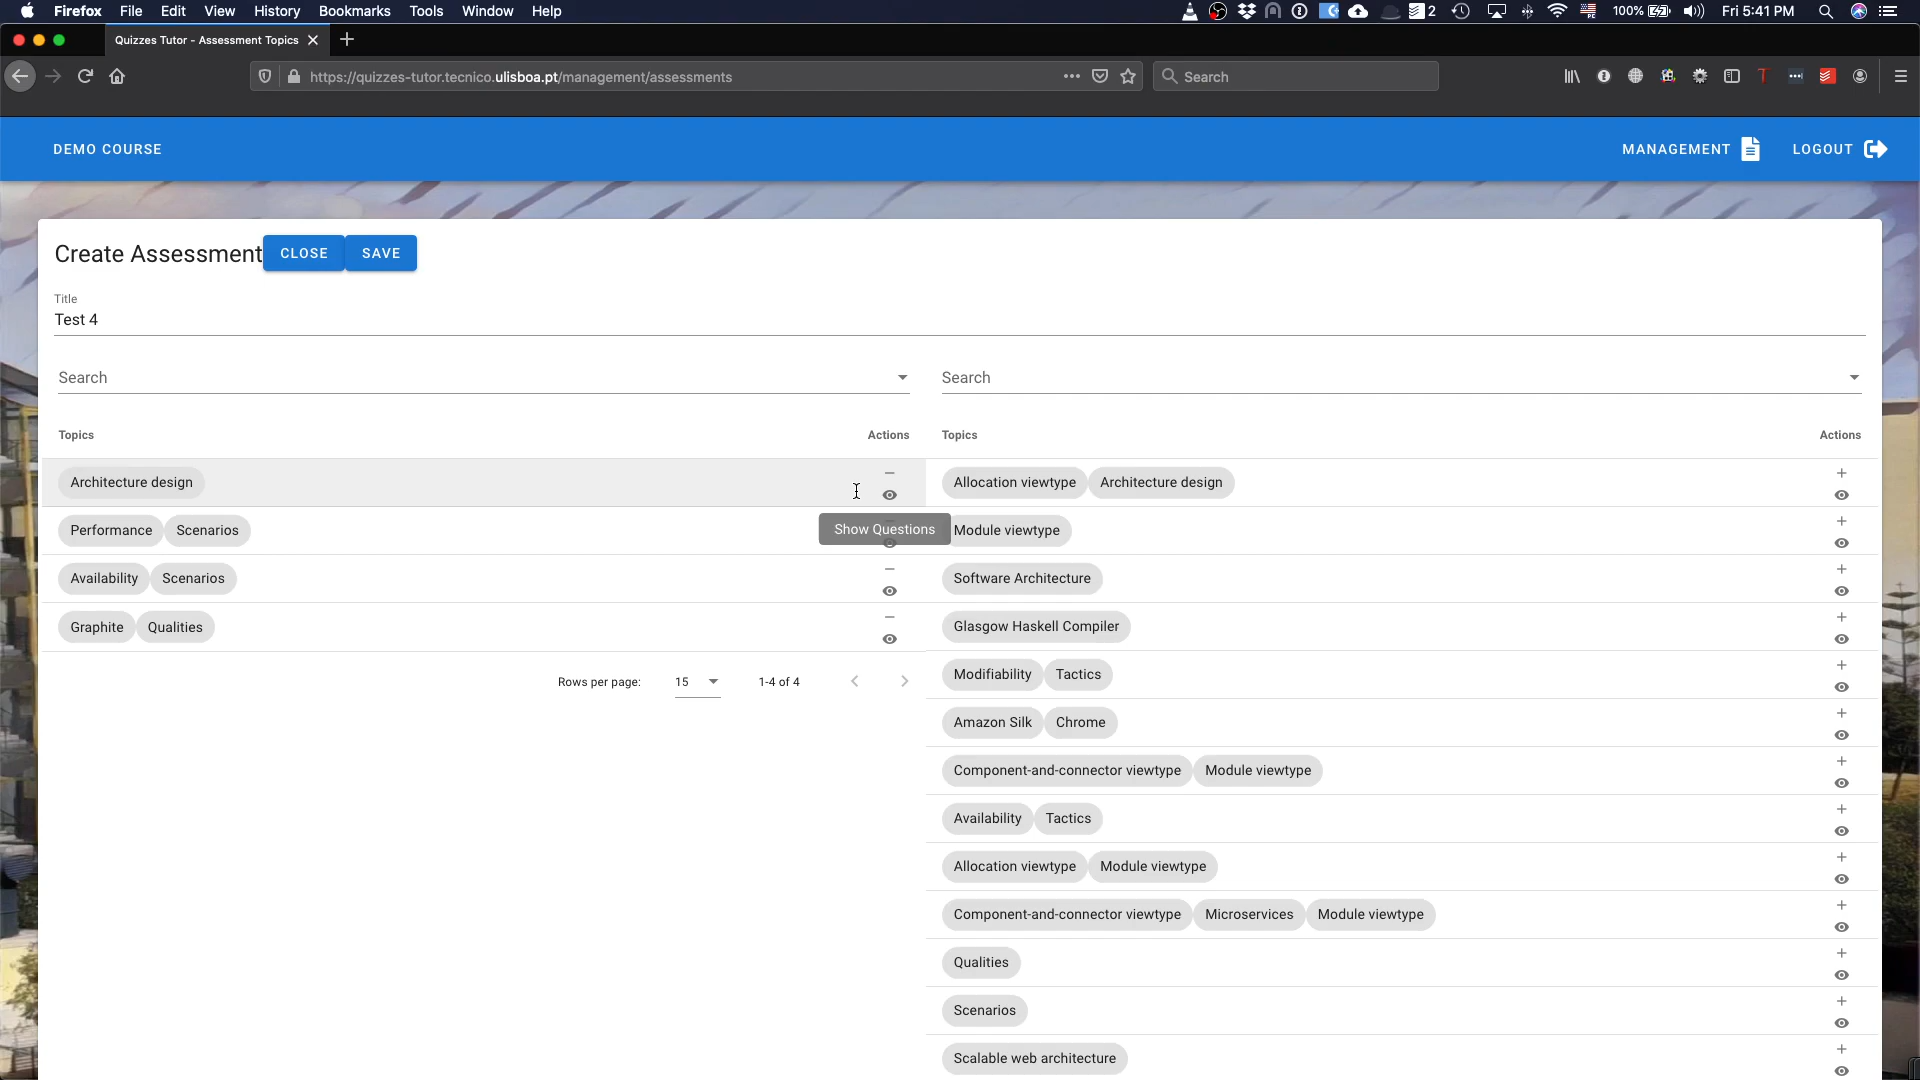 Firefox File Edit View History Bookmarks Tools Window Help 2 100% Fri 5:41 PM
Quizzes Tutor - Assessment Topics
https://quizzes-tutor.tecnico.ulisboa.pt/management/assessments Search
DEMO COURSE MANAGEMENT LOGOUT
Create Assessment CLOSE SAVE
Title
Test 4
Search Search
Topics Actions Topics Actions
Architecture design Allocation viewtype Architecture design
Performance Scenarios Show Questions Module viewtype
Availability Scenarios Software Architecture
Graphite Qualities Glasgow Haskell Compiler
Modifiability Tactics
Rows per page: 15 1-4 of 4
Amazon Silk Chrome
Component-and-connector viewtype Module viewtype
Availability Tactics
Allocation viewtype Module viewtype
Component-and-connector viewtype Microservices Module viewtype
Qualities
Scenarios
Scalable web architecture